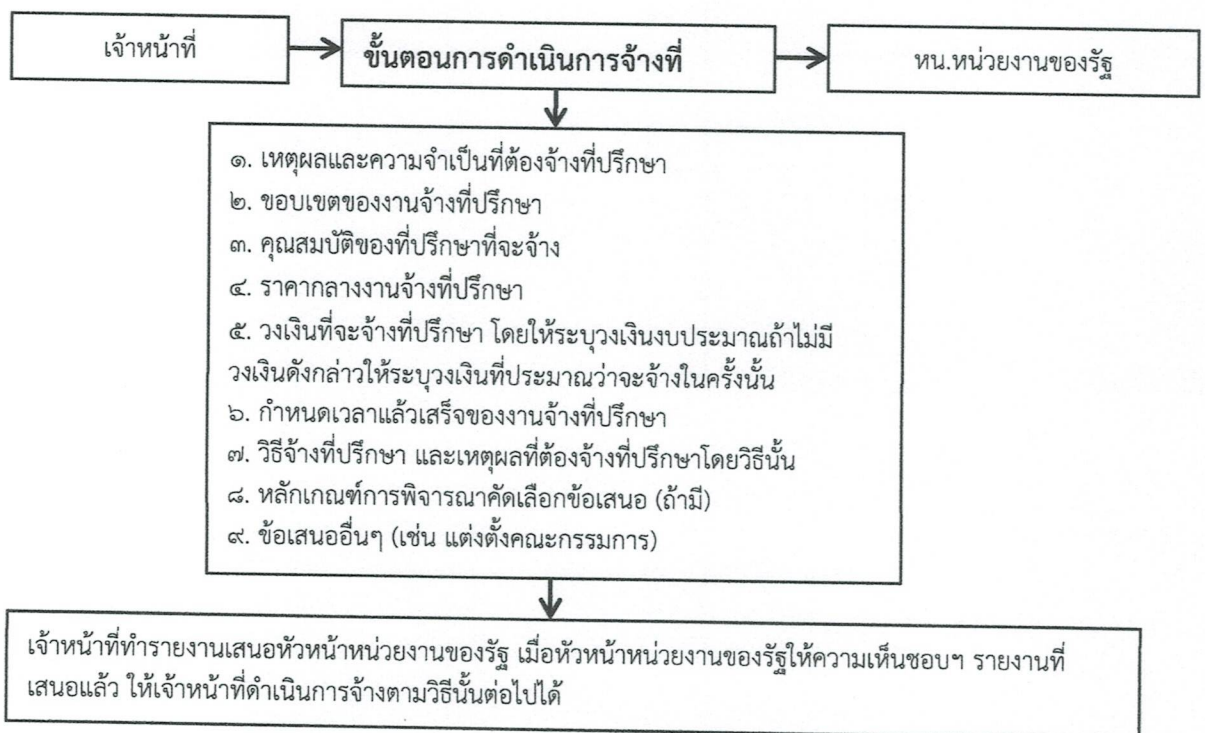 เจ้าหน้าที่
ขั้นตอนการดำเนินการจ้างที่
หน.หน่วยงานของรัฐ
๑. เหตุผลและความจำเป็นที่ต้องจ้างที่ปรึกษา
๒. ขอบเขตของงานจ้างที่ปรึกษา
๓. คุณสมบัติของที่ปรึกษาที่จะจ้าง
๔. ราคากลางงานจ้างที่ปรึกษา
๕. วงเงินที่จะจ้างที่ปรึกษา โดยให้ระบุวงเงินงบประมาณถ้าไม่มี
วงเงินดังกล่าวให้ระบุวงเงินที่ประมาณว่าจะจ้างในครั้งนั้น
๖. กำหนดเวลาแล้วเสร็จของงานจ้างที่ปรึกษา
๗. วิธีจ้างที่ปรึกษา และเหตุผลที่ต้องจ้างที่ปรึกษาโดยวิธีนั้น
๘. หลักเกณฑ์การพิจารณาคัดเลือกข้อเสนอ (ถ้ามี)
๙. ข้อเสนออื่นๆ (เช่น แต่งตั้งคณะกรรมการ)
เจ้าหน้าที่ทำรายงานเสนอหัวหน้าหน่วยงานของรัฐ เมื่อหัวหน้าหน่วยงานของรัฐให้ความเห็นชอบฯ รายงานที่
เสนอแล้ว ให้เจ้าหน้าที่ดำเนินการจ้างตามวิธีนั้นต่อไปได้